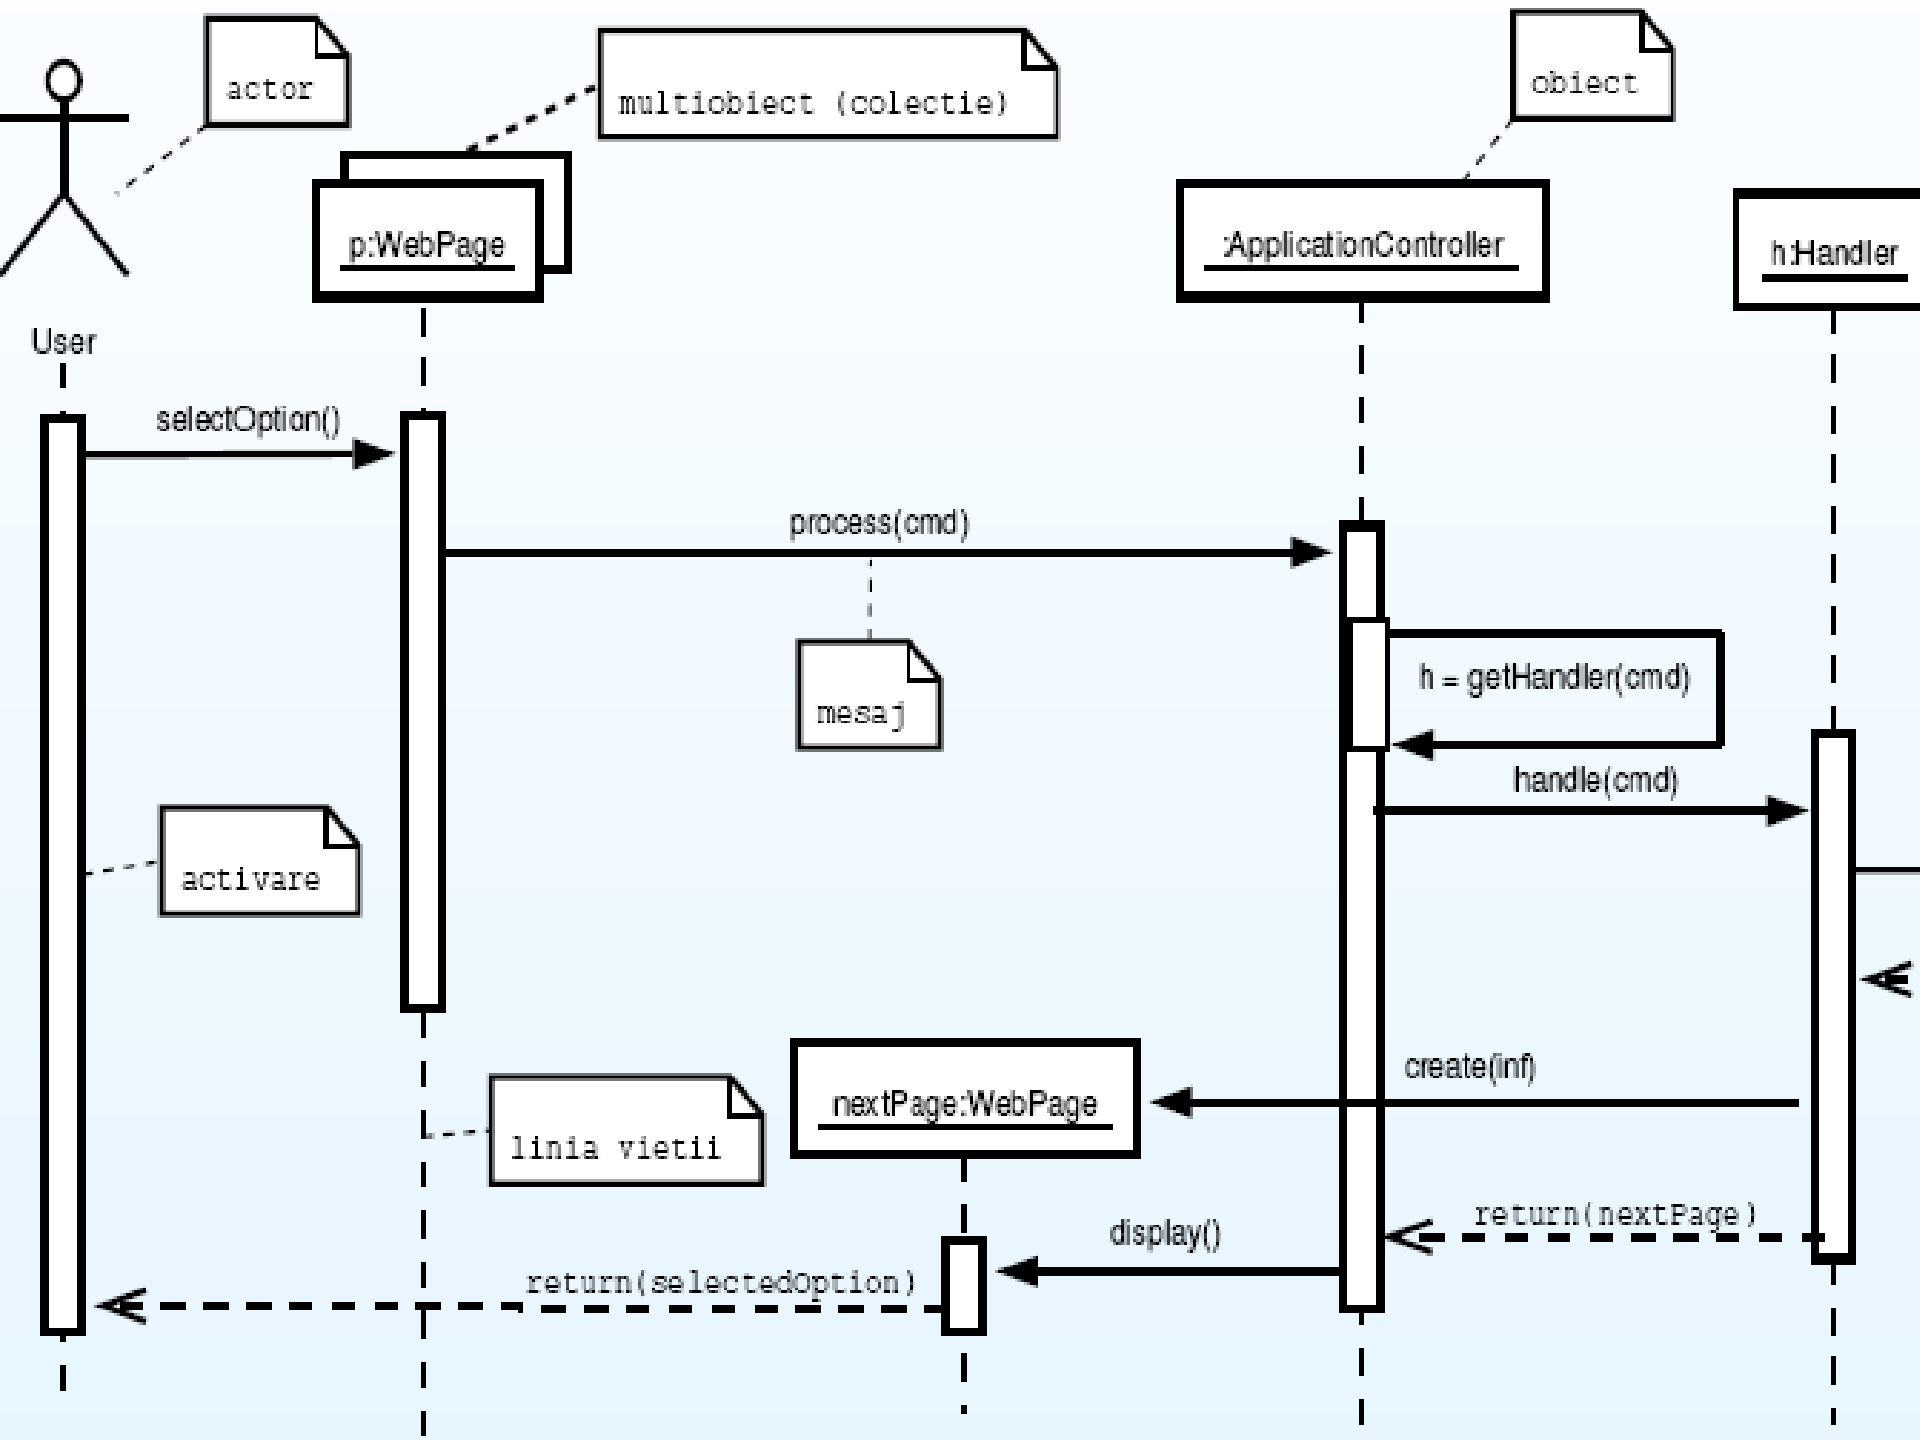 actor
multiobiect (colectie)
obiect
p:WebPage
:ApplicationController
h:Handler
User
selectOption()
process(cmd)
h = getHandler(cmd)
mesaj
handle(cmd)
activare
create(inf)
nextPage:WebPage
linia vietii
return(nextPage)
display()
return(selectedOption)